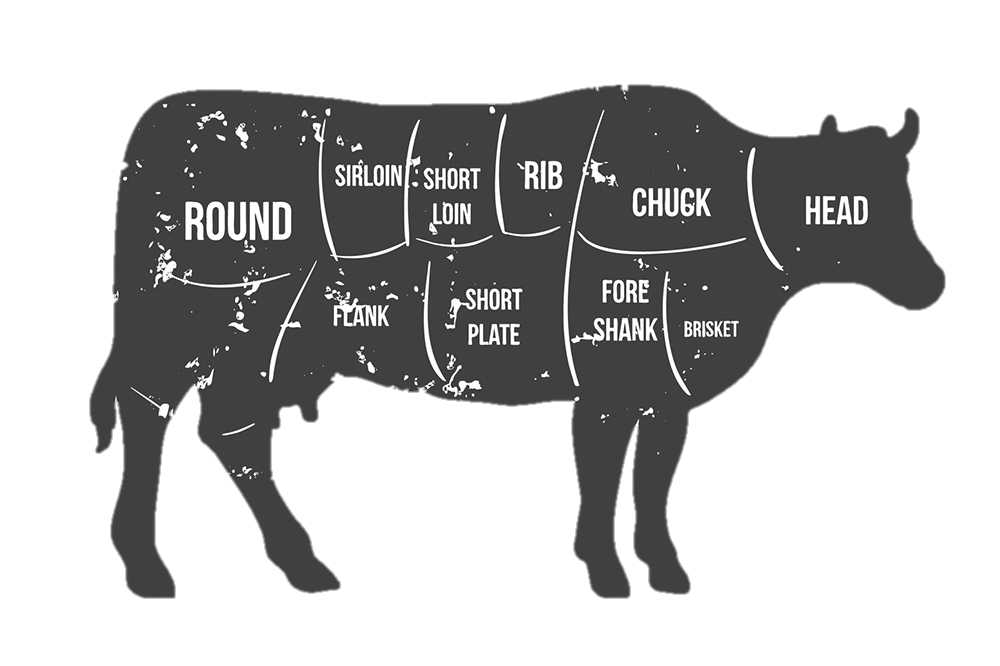 ROUND
SIRLOIN
SHORT
LOIN
RIB
CHUCK
HEAD
FLANK
SHORT
PLATE
FORE
SHANK
BRISKET